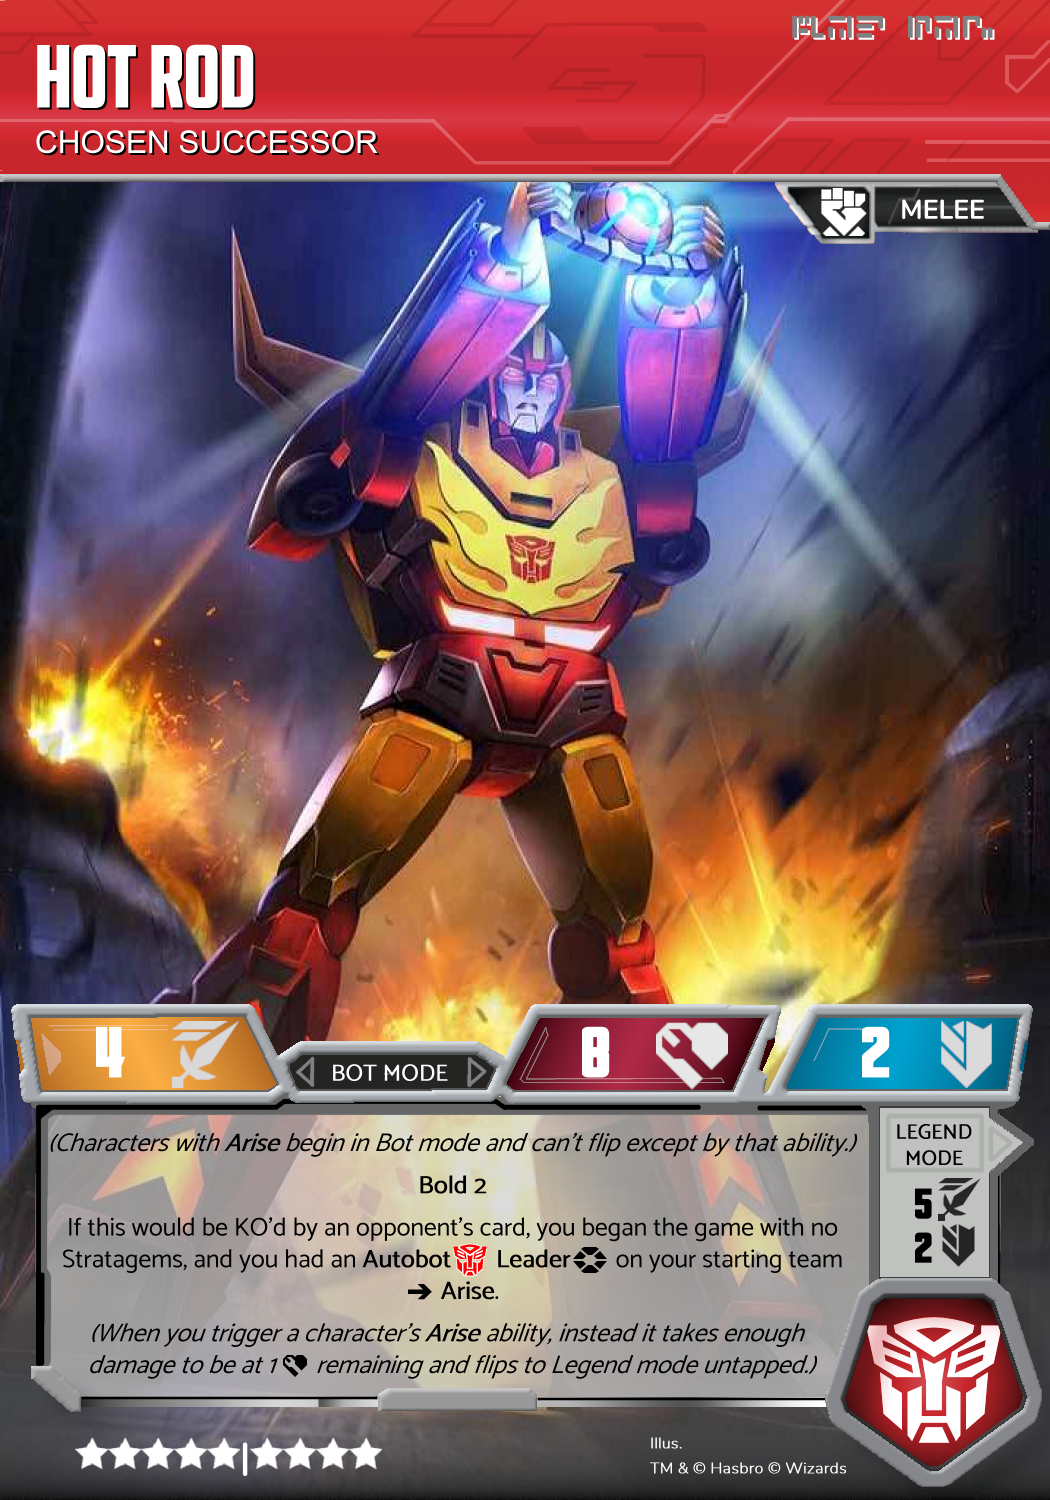 HOT ROD
CHOSEN SUCCESSOR
MELEE
4
BOT MODE
8
2
(Characters with Arise begin in Bot mode and can't flip except by that ability.)
Bold 2
If this would be KO'd by an opponent's card, you began the game with no
Stratagems, and you had an Autobot Leader on your starting team
➔ Arise.
(When you trigger a character's Arise ability, instead it takes enough
damage to be at 1 remaining and flips to Legend mode untapped.)
LEGEND
MODE
5
2
Illus.
TM & © Hasbro © Wizards